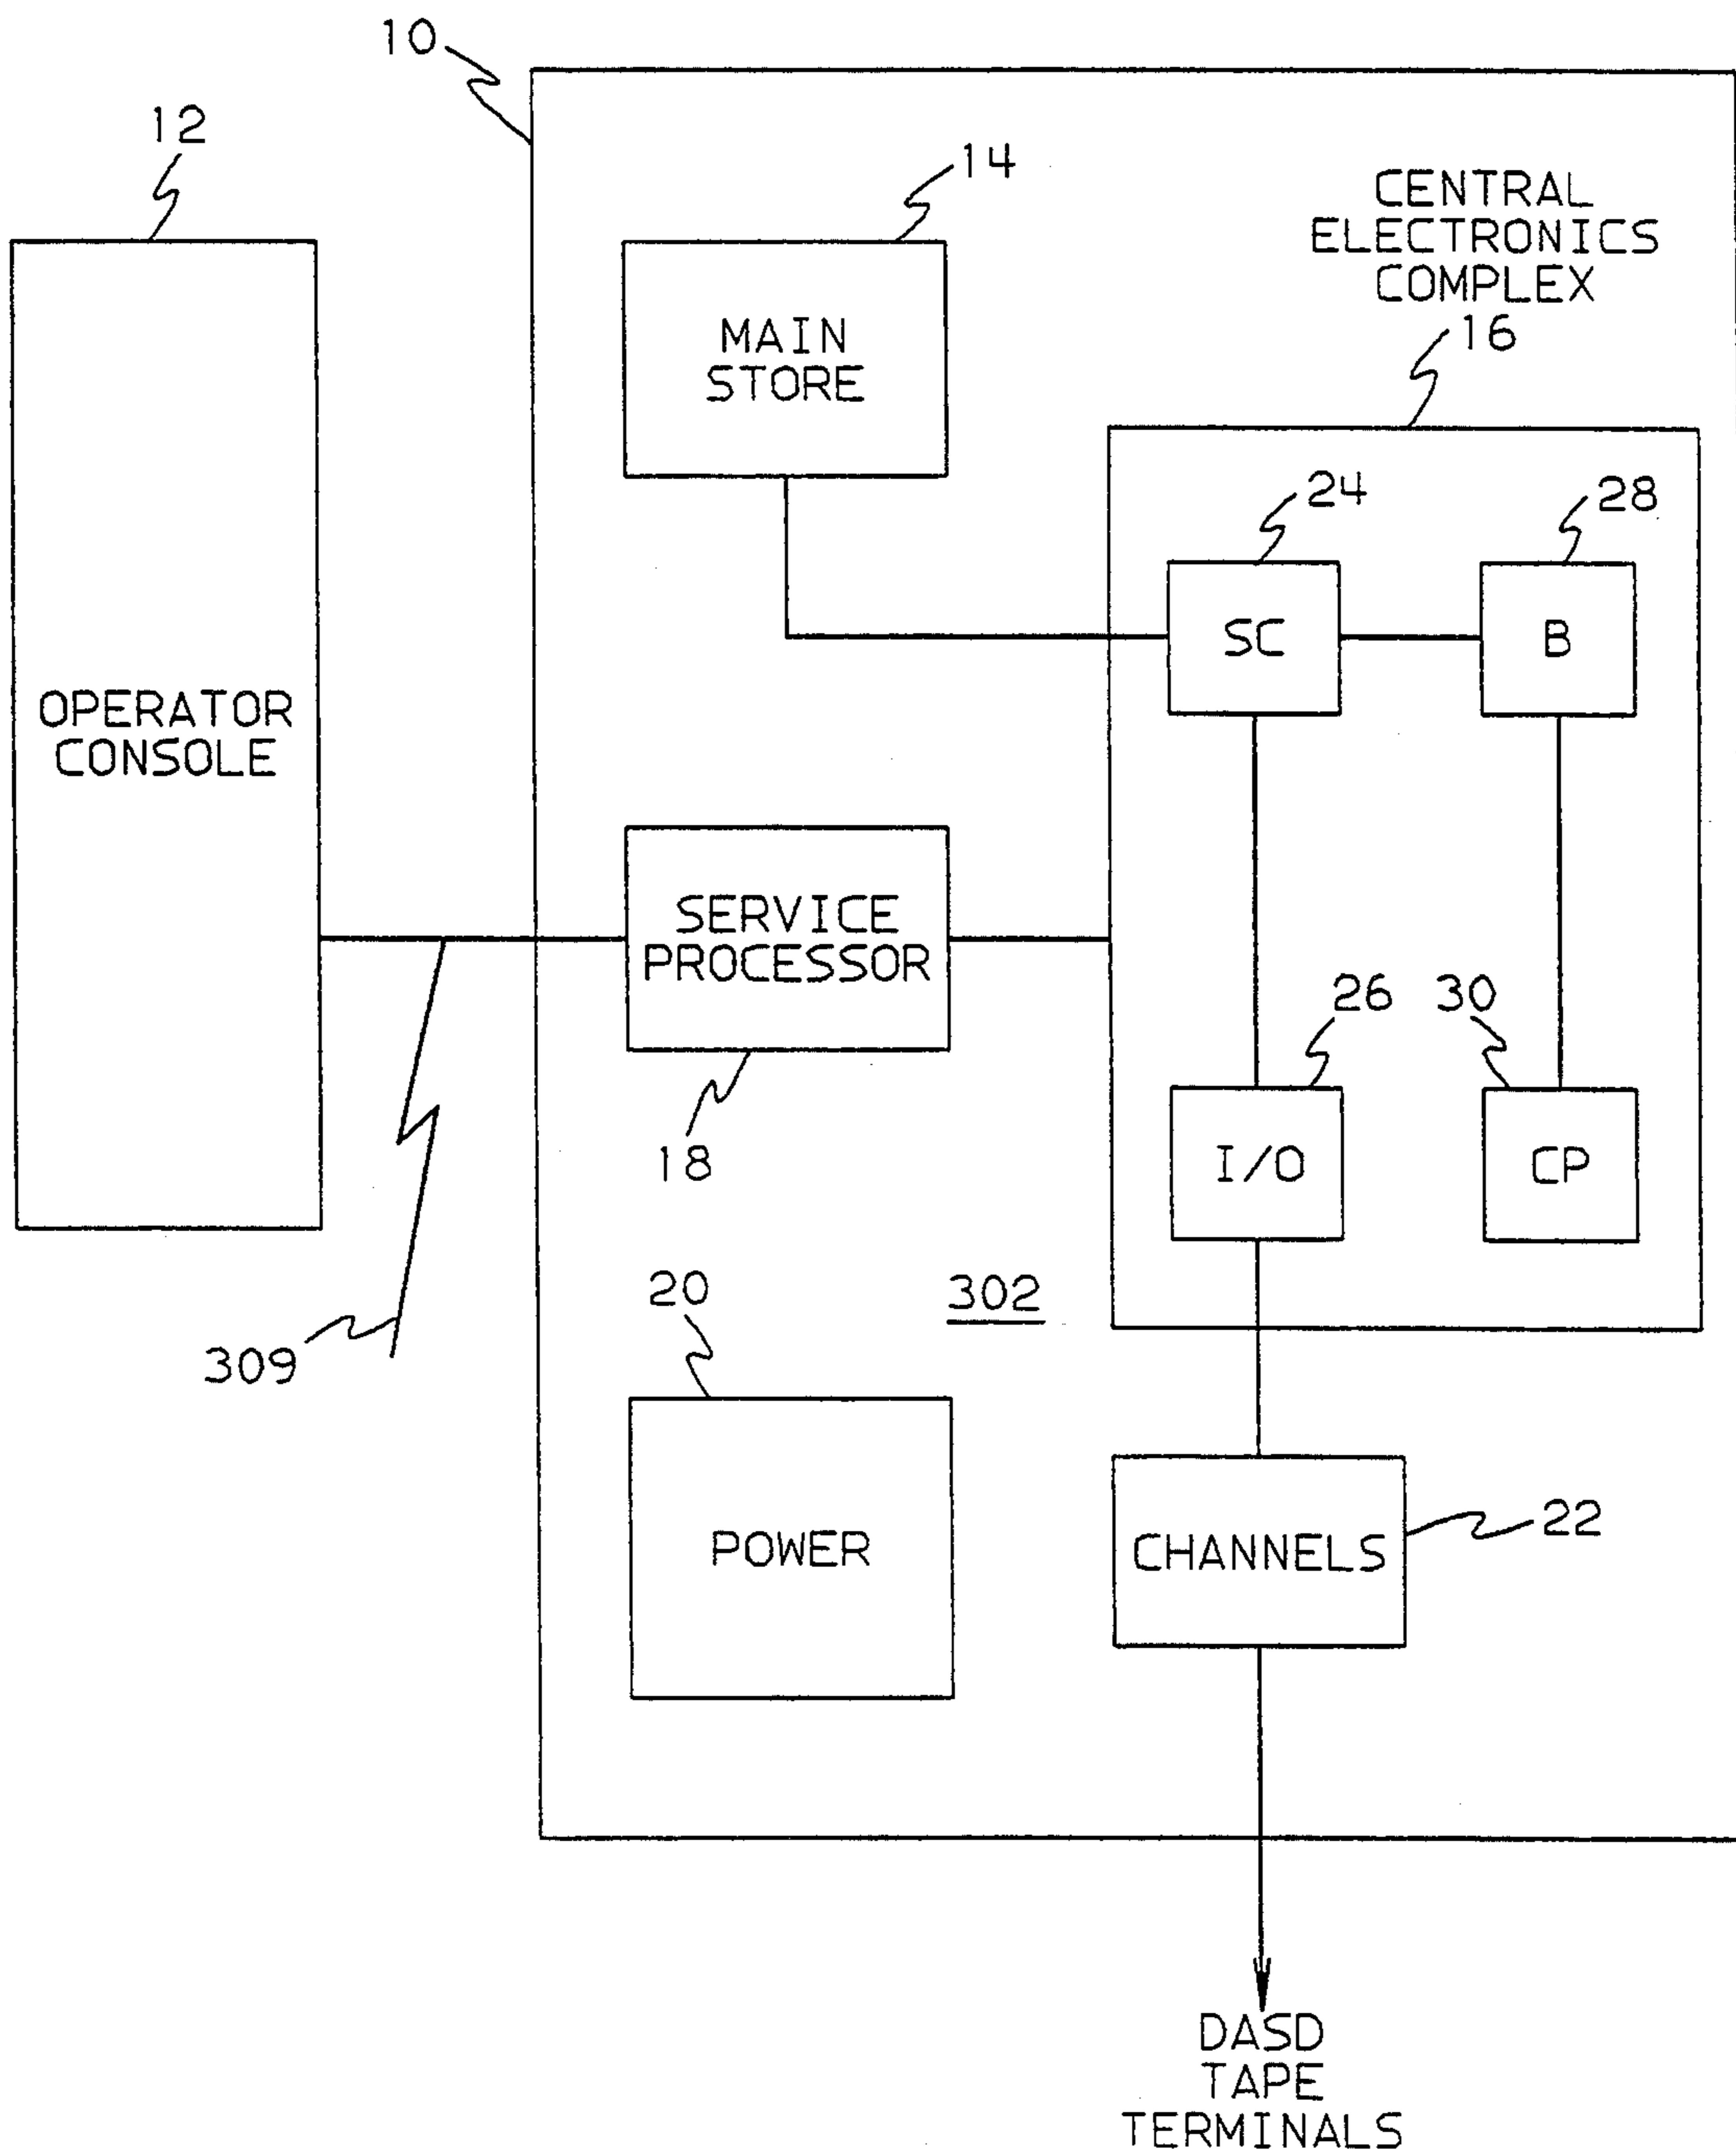 10
12
14
CENTRAL
ELECTRONICS
COMPLEX
16
MAIN
STORE
24
28
SC
B
OPERATOR
CONSOLE
SERVICE
PROCESSOR
18
26
30
I/O
CP
309
20
302
POWER
CHANNELS
22
DASD
TAPE
TERMINALS